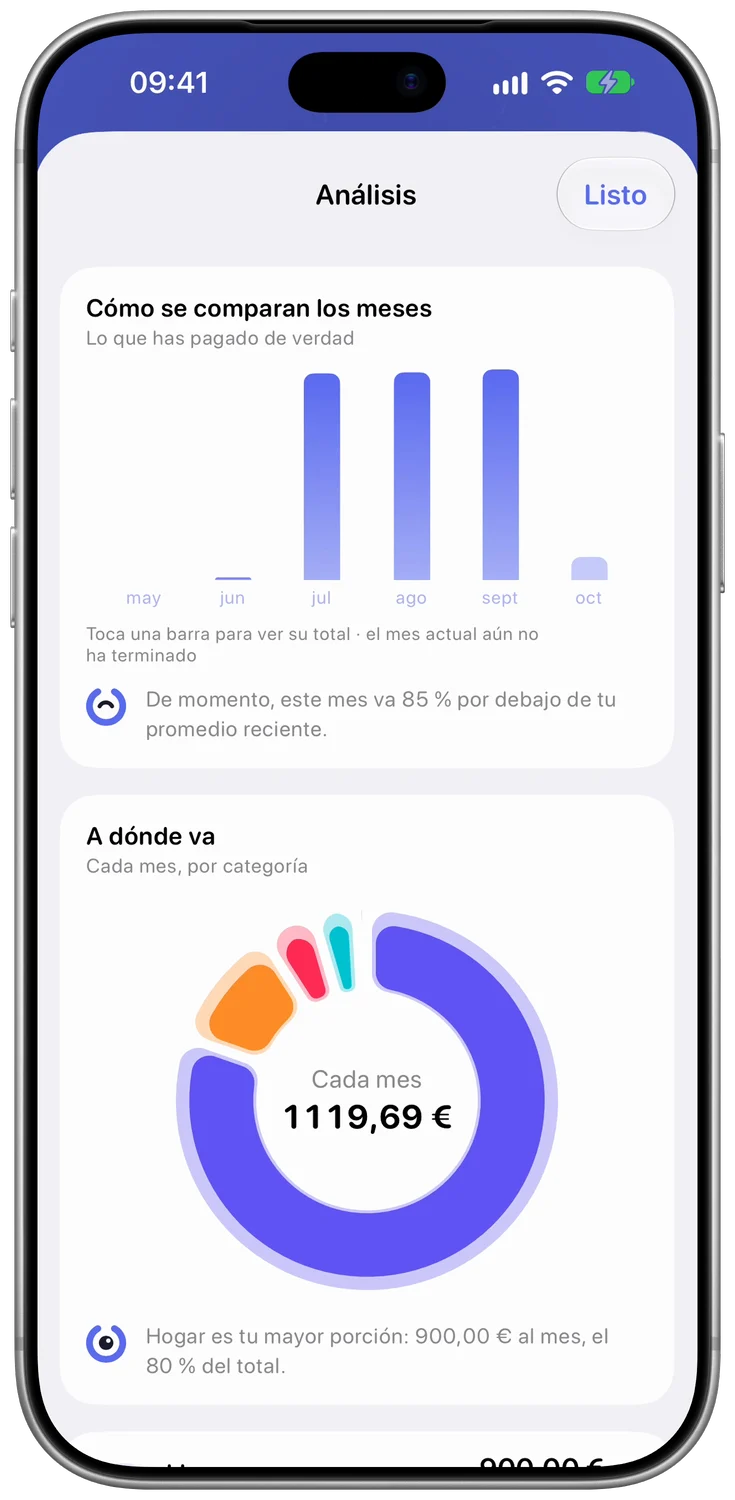 09:41
Análisis
Listo
Cómo se comparan los meses
Lo que has pagado de verdad
may jun jul ago sept oct
Toca una barra para ver su total · el mes actual aún no
ha terminado
De momento, este mes va 85 % por debajo de tu
promedio reciente.
A dónde va
Cada mes, por categoría
Cada mes
1119,69 €
Hogar es tu mayor porción: 900,00 € al mes, el
80 % del total.
900,00 €